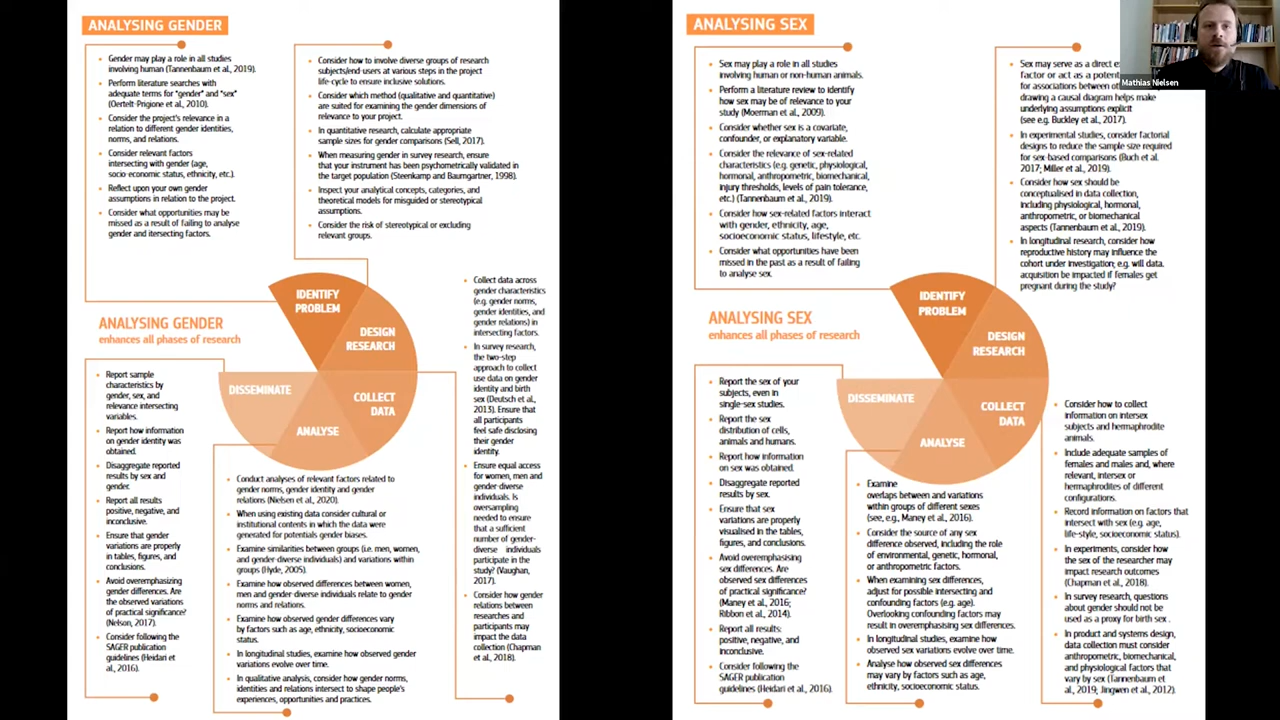 ANALYSING GENDER
Gender may play a role in all studies
involving human (Tannenbaum et al., 2019).
Perform literature searches with
adequate terms for "gender" and "sex"
(Oertelt-Prigione et al., 2010).
Consider the project's relevance in a
relation to different gender identities,
norms, and relations.
Consider relevant factors
intersecting with gender (age,
socio-economic status, ethnicity, etc.).
Reflect upon your own gender
assumptions in relation to the project.
Consider what opportunities may be
missed as a result of failing to analyse
gender and itersecting factors.
Consider how to involve diverse groups of research
subjects/end-users at various steps in the project
life-cycle to ensure inclusive solutions.
Consider which method (qualitative and quantitative)
are suited for examining the gender dimensions of
relevance to your project.
In quantitative research, calculate appropriate
sample sizes for gender comparisons (Sell, 2017).
When measuring gender in survey research, ensure
that your instrument has been psychometrically validated in
the target population (Steenkamp and Baumgartner, 1998).
Inspect your analytical concepts, categories, and
theoretical models for misguided or stereotypical
assumptions.
Consider the risk of stereotypical or excluding
relevant groups.
IDENTIFY
PROBLEM
DESIGN
RESEARCH
COLLECT
DATA
ANALYSE
DISSEMINATE
ANALYSING GENDER
enhances all phases of research
Collect data across
gender characteristics
(e.g. gender norms,
gender identities, and
gender relations) in
intersecting factors.
In survey research,
the two-step
approach to collect
use data on gender
identity and birth
sex (Deutsch et al.,
2013). Ensure that
all participants
feel safe disclosing
their gender
identity.
Ensure equal access
for women, men and
gender-diverse
individuals. Is
oversampling
needed to ensure
that a sufficient
number of gender-
diverse individuals
participate in the
study? (Vaughan,
2017).
Consider how gender
relations between
researches and
participants may
impact the data
collection (Chapman
et al., 2018).
Report sample
characteristics by
gender, sex, and
relevance intersecting
variables.
Report how information
on gender identity was
obtained.
Disaggregate reported
results by sex and
gender.
Report all results
positive, negative, and
inconclusive.
Ensure that gender
variations are properly
in tables, figures, and
conclusions.
Avoid overemphazizing
gender differences. Are
the observed variations
of practical significance?
(Nelson, 2017).
Consider following the
SAGER publication
guidelines (Heidari et
al., 2016).
Conduct analyses of relevant factors related to
gender norms, gender identity and gender
relations (Nielsen et al., 2020).
When using existing data consider cultural or
institutional contents in which the data were
generated for potentials gender biases.
Examine similarities between groups (i.e. men, women,
and gender-diverse individuals) and variations within
groups (Hyde, 2005).
Examine how observed differences between women,
men and gender-diverse individuals relate to gender
norms and relations.
Examine how observed gender differences vary
by factors such as age, ethnicity, socioeconomic
status.
In longitudinal studies, examine how observed gender
variations evolve over time.
In qualitative analysis, consider how gender norms,
identities and relations intersect to shape people's
experiences, opportunities and practices.
ANALYSING SEX
Sex may play a role in all studies
involving human or non-human animals.
Perform a literature review to identify
how sex may be of relevance to your
study (Moerman et al., 2009).
Consider whether sex is a covariate,
confounder, or explanatory variable.
Consider the relevance of sex-related
characteristics (e.g. genetic, physiological,
hormonal, anthropometric, biomechanical,
injury thresholds, levels of pain tolerance,
etc.) (Tannenbaum et al., 2019).
Consider how sex-related factors interact
with gender, ethnicity, age,
socioeconomic status, lifestyle, etc.
Consider what opportunities have been
missed in the past as a result of failing
to analyse sex.
Sex may serve as a direct e
factor or act as a potent
for associations between ot
drawing a causal diagram helps make
underlying assumptions explicit
(see e.g. Buckley et al., 2017).
In experimental studies, consider factorial
designs to reduce the sample size required
for sex-based comparisons (Buch et al.
2017; Miller et al., 2019).
Consider how sex should be
conceptualised in data collection,
including physiological, hormonal,
anthropometric, or biomechanical
aspects (Tannenbaum et al., 2019).
In longitudinal research, consider how
reproductive history may influence the
cohort under investigation; e.g. will data.
acquisition be impacted if females get
pregnant during the study?
Mathias Nielsen
IDENTIFY
PROBLEM
DESIGN
RESEARCH
COLLECT
DATA
ANALYSE
DISSEMINATE
ANALYSING SEX
enhances all phases of research
Report the sex of your
subjects, even in
single-sex studies.
Report the sex
distribution of cells,
animals and humans.
Report how information
on sex was obtained.
Disaggregate reported
results by sex.
Ensure that sex
variations are properly
visualised in the tables,
figures, and conclusions.
Avoid overemphasising
sex differences. Are
observed sex differences
of practical significance?
(Maney et al., 2016;
Ribbon et al., 2014).
Report all results:
positive, negative, and
inconclusive.
Consider following the
SAGER publication
guidelines (Heidari et al., 2016).
Examine
overlaps between and variations
within groups of different sexes
(see, e.g., Maney et al., 2016).
Consider the source of any sex
difference observed, including the role
of environmental, genetic, hormonal,
or anthropometric factors.
When examining sex differences,
adjust for possible intersecting and
confounding factors (e.g. age).
Overlooking confounding factors may
result in overemphasising sex differences.
In longitudinal studies, examine how
observed sex variations evolve over time.
Analyse how observed sex differences
may vary by factors such as age,
ethnicity, socioeconomic status.
Consider how to collect
information on intersex
subjects and hermaphrodite
animals.
Include adequate samples of
females and males and, where
relevant, intersex or
hermaphrodites of different
configurations.
Record information on factors that
intersect with sex (e.g. age,
life-style, socioeconomic status).
In experiments, consider how
the sex of the researcher may
impact research outcomes
(Chapman et al., 2018).
In survey research, questions
about gender should not be
used as a proxy for birth sex .
In product and systems design,
data collection must consider
anthropometric, biomechanical,
and physiological factors that
vary by sex (Tannenbaum et
al., 2019, Jingwen et al., 2012).